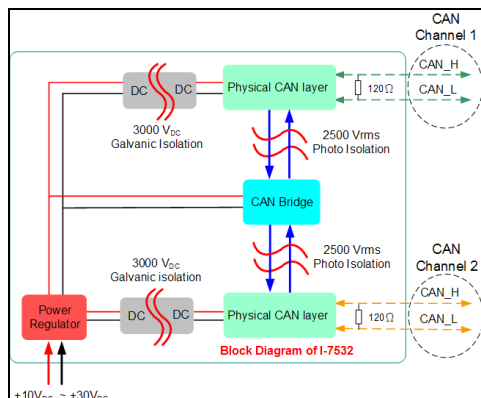 CAN
Channel 1
CAN_H
CAN_L
120Ω
Physical CAN layer
DC
DC
3000 VDC
Galvanic Isolation
2500 Vrms
Photo Isolation
CAN Bridge
3000 VDC
Galvanic isolation
2500 Vrms
Photo Isolation
CAN
Channel 2
CAN_H
CAN_L
120Ω
Power
Regulator
DC
DC
Physical CAN layer
Block Diagram of I-7532
+10VDC ~ +30VDC